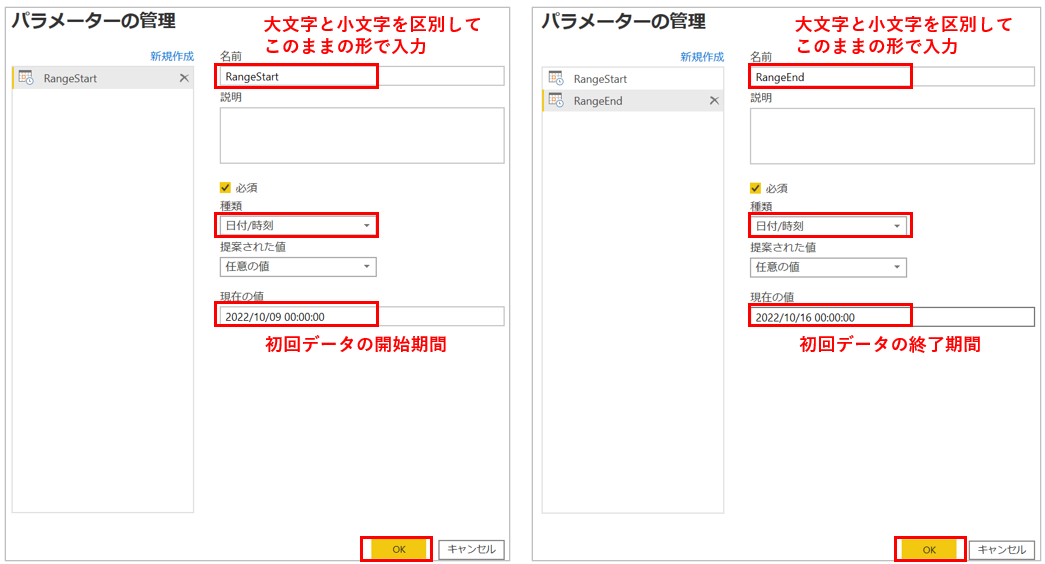 パラメーターの管理
大文字と小文字を区別して
このままの形で入力
新規作成
RangeStart
名前
RangeStart
説明
必須
種類
日付/時刻
提案された値
任意の値
現在の値
2022/10/09 00:00:00
初回データの開始期間
OK
キャンセル
パラメーターの管理
大文字と小文字を区別して
このままの形で入力
新規作成
RangeStart
RangeEnd
名前
RangeEnd
説明
必須
種類
日付/時刻
提案された値
任意の値
現在の値
2022/10/16 00:00:00
初回データの終了期間
OK
キャンセル